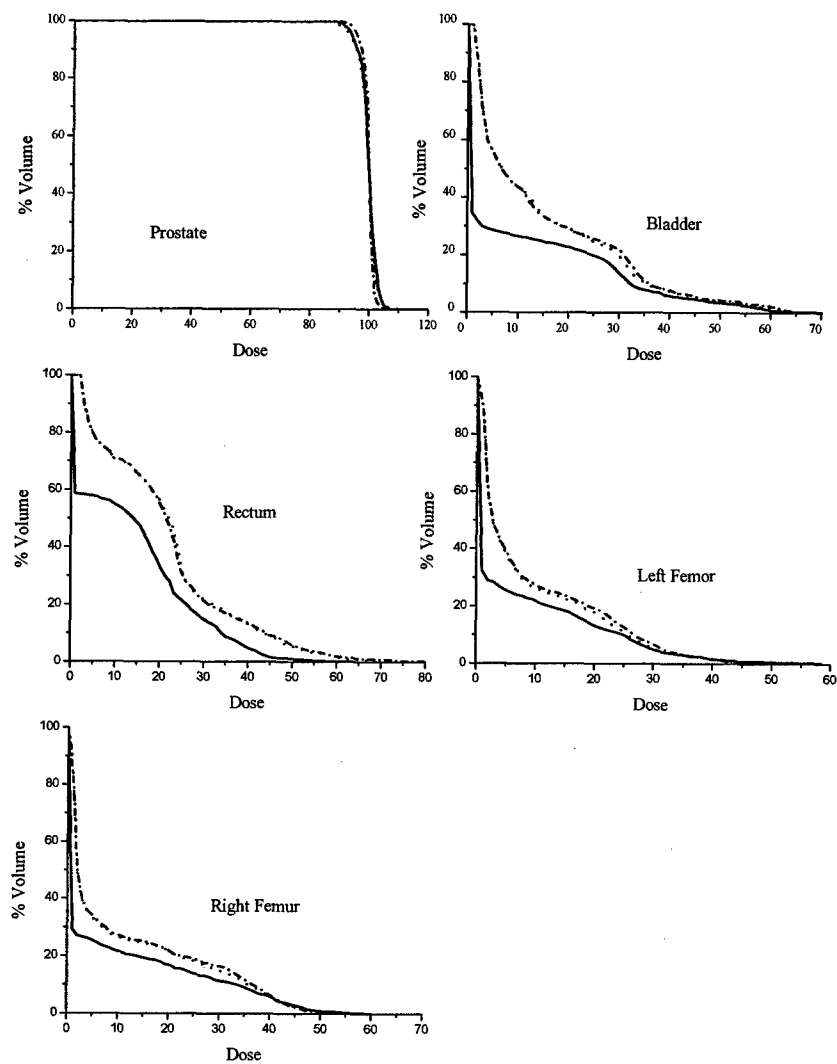 100
80
60
40
20
0
% Volume
Prostate
0 20 40 60 80 100 120
Dose
100
80
60
40
20
0
% Volume
Bladder
0 10 20 30 40 50 60 70
Dose
100
80
60
40
20
0
% Volume
Rectum
0 10 20 30 40 50 60 70 80
Dose
100
80
60
40
20
0
% Volume
Left Femor
0 10 20 30 40 50 60
Dose
100
80
60
40
20
0
% Volume
Right Femur
0 10 20 30 40 50 60 70
Dose